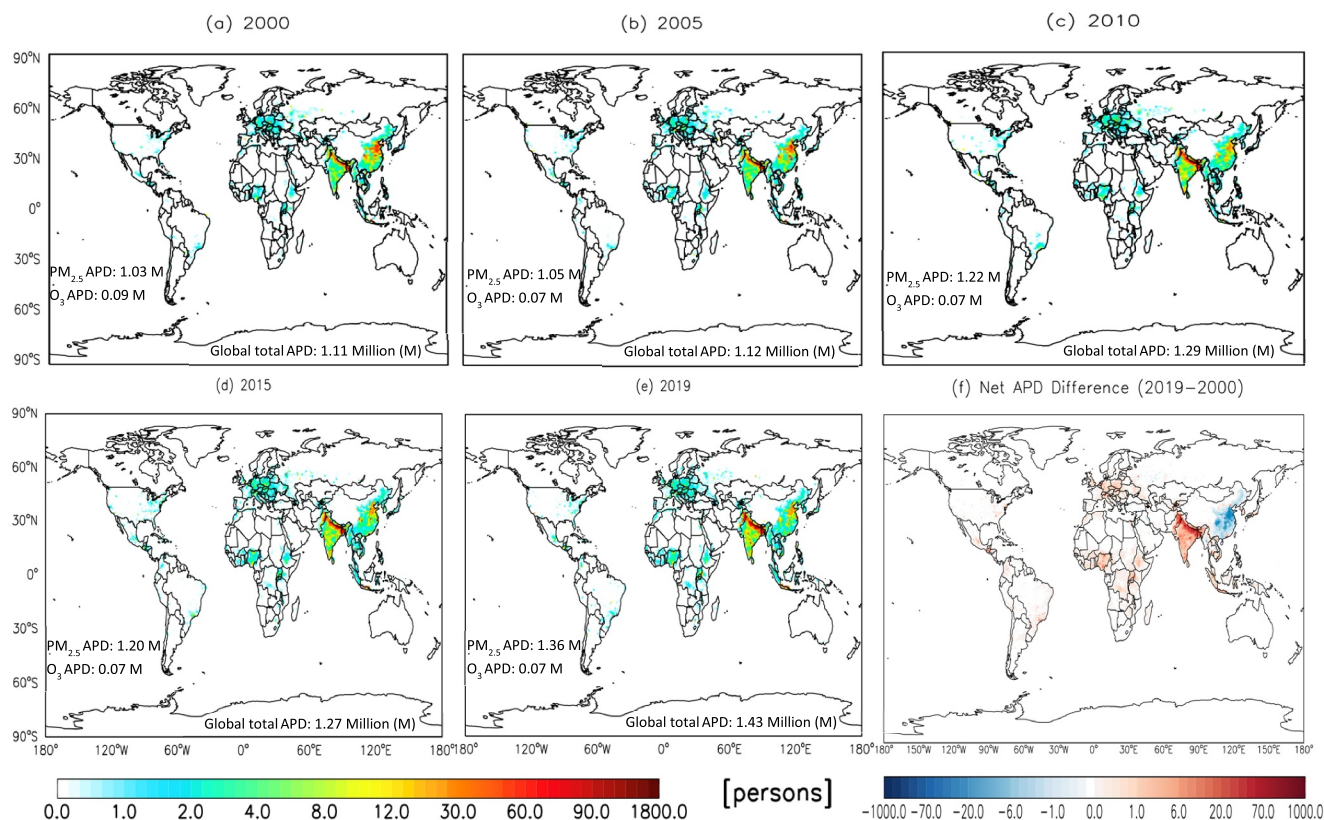 (a) 2000
(b) 2005
(c) 2010
90°N
60°N
30°N
0°
30°S
60°S
90°S
PM2.5 APD: 1.03 M
O3 APD: 0.09 M
Global total APD: 1.11 Million (M)
PM2.5 APD: 1.05 M
O3 APD: 0.07 M
Global total APD: 1.12 Million (M)
PM2.5 APD: 1.22 M
O3 APD: 0.07 M
Global total APD: 1.29 Million (M)
(d) 2015
(e) 2019
(f) Net APD Difference (2019−2000)
90°N
60°N
30°N
0°
30°S
60°S
90°S
PM2.5 APD: 1.20 M
O3 APD: 0.07 M
Global total APD: 1.27 Million (M)
PM2.5 APD: 1.36 M
O3 APD: 0.07 M
Global total APD: 1.43 Million (M)
180° 120°W 60°W 0° 60°E 120°E 180°
180° 120°W 60°W 0° 60°E 120°E 180°
180° 150°W 120°W 90°W 60°W 30°W 0° 30°E 60°E 90°E 120°E 150°E 180°
0.0 1.0 2.0 4.0 8.0 12.0 30.0 60.0 90.0 1800.0
[persons]
−1000.0 −70.0 −20.0 −6.0 −1.0 0.0 1.0 6.0 20.0 70.0 1000.0